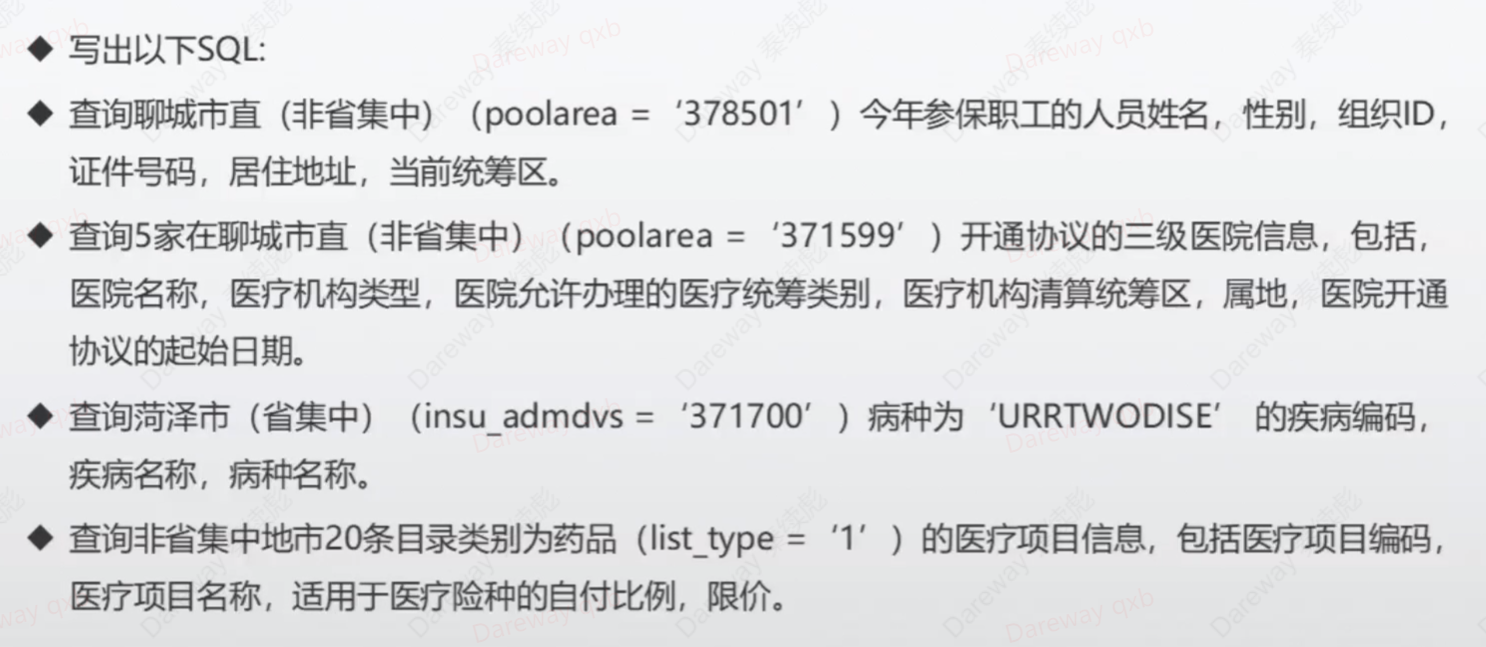 ◆ 写出以下SQL:
◆ 查询聊城市直（非省集中）（poolarea = ‘378501’ ）今年参保职工的人员姓名，性别，组织ID，
证件号码，居住地址，当前统筹区。
◆ 查询5家在聊城市直（非省集中）（poolarea = ‘371599’ ）开通协议的三级医院信息，包括，
医院名称，医疗机构类型，医院允许办理的医疗统筹类别，医疗机构清算统筹区，属地，医院开通
协议的起始日期。
◆ 查询菏泽市（省集中）（insu_admdvs = ‘371700’ ）病种为 ‘URRTWODISE’ 的疾病编码，
疾病名称，病种名称。
◆ 查询非省集中地市20条目录类别为药品（list_type = ‘1’ ）的医疗项目信息，包括医疗项目编码，
医疗项目名称，适用于医疗险种的自付比例，限价。
Dareway qxb
Dareway 秦续彪